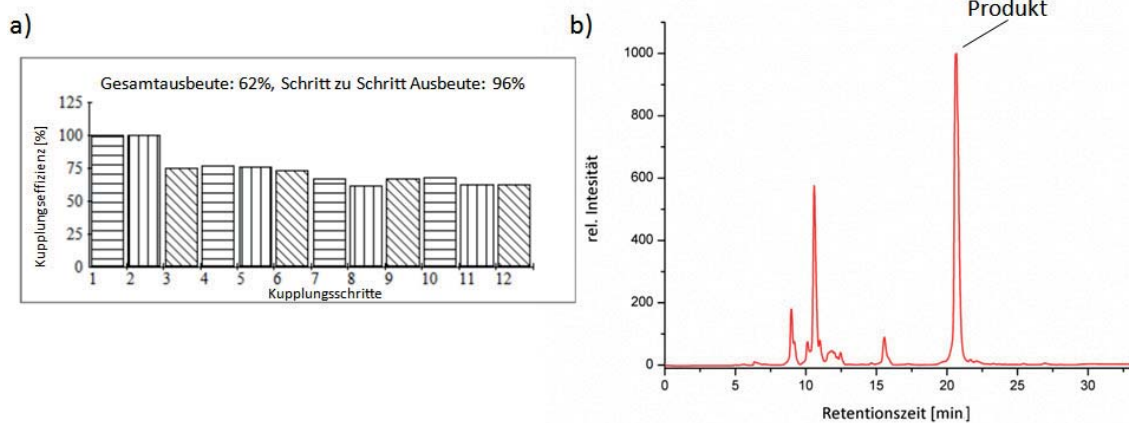 a)
Gesamtausbeute: 62%, Schritt zu Schritt Ausbeute: 96%
Kupplungseffizienz [%]
125
100
75
50
25
0
1 2 3 4 5 6 7 8 9 10 11 12
Kupplungsschritte
b)
Produkt
rel. Intesität
1000
800
600
400
200
0
0 5 10 15 20 25 30
Retentionszeit [min]